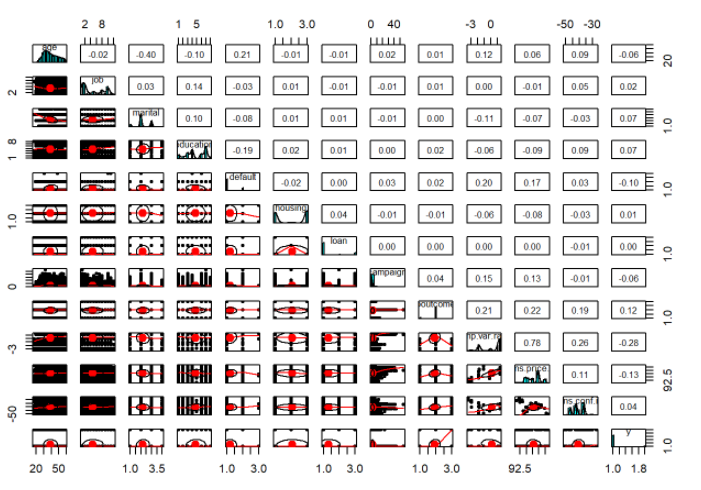 2 8 1 5 1.0 3.0 0 40 -3 0 -50 -30
age -0.02 -0.40 -0.10 0.21 -0.01 -0.01 0.02 0.01 0.12 0.06 0.09 -0.06 20
2 job 0.03 0.14 -0.03 0.01 -0.01 -0.01 0.01 0.00 -0.01 0.05 0.02
marital 0.10 -0.08 0.01 0.01 -0.01 0.00 -0.11 -0.07 -0.03 0.07 1.0
1 8 education -0.19 0.02 0.01 0.00 0.02 -0.06 -0.09 0.09 0.07
default -0.02 0.00 0.03 0.02 0.20 0.17 0.03 -0.10 1.0
1.0 housing 0.04 -0.01 -0.01 -0.06 -0.08 -0.03 0.01
loan 0.00 0.00 0.00 0.00 -0.01 0.00 1.0
0 ampaign 0.04 0.15 0.13 -0.01 -0.06
outcome 0.21 0.22 0.19 0.12 1.0
-3 np.var.ra 0.78 0.26 -0.28
ns.price. 0.11 -0.13 92.5
-50 ns.conf.i 0.04
y 1.0
20 50 1.0 3.5 1.0 3.0 1.0 3.0 1.0 3.0 92.5 1.0 1.8